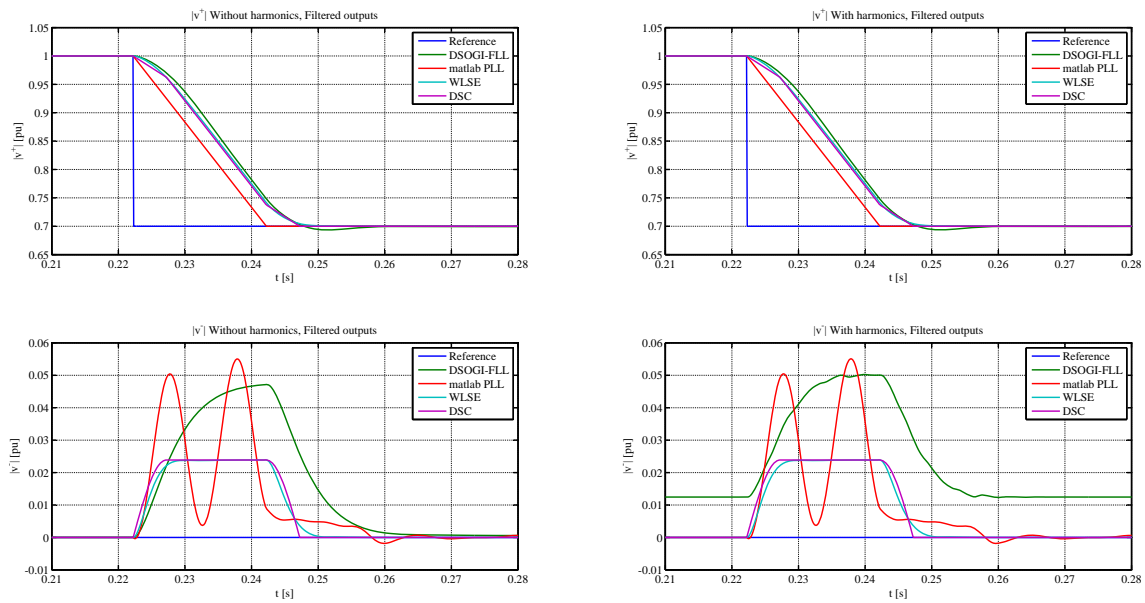 |v⁺| Without harmonics, Filtered outputs
1.05
1
0.95
0.9
0.85
0.8
0.75
0.7
0.65
|v⁺| [pu]
Reference
DSOGI-FLL
matlab PLL
WLSE
DSC
0.21 0.22 0.23 0.24 0.25 0.26 0.27 0.28
t [s]
|v⁺| With harmonics, Filtered outputs
1.05
1
0.95
0.9
0.85
0.8
0.75
0.7
0.65
|v⁺| [pu]
Reference
DSOGI-FLL
matlab PLL
WLSE
DSC
0.21 0.22 0.23 0.24 0.25 0.26 0.27 0.28
t [s]
|v⁻| Without harmonics, Filtered outputs
0.06
0.05
0.04
0.03
0.02
0.01
0
-0.01
|v⁻| [pu]
Reference
DSOGI-FLL
matlab PLL
WLSE
DSC
0.21 0.22 0.23 0.24 0.25 0.26 0.27 0.28
t [s]
|v⁻| With harmonics, Filtered outputs
0.06
0.05
0.04
0.03
0.02
0.01
0
-0.01
|v⁻| [pu]
Reference
DSOGI-FLL
matlab PLL
WLSE
DSC
0.21 0.22 0.23 0.24 0.25 0.26 0.27 0.28
t [s]